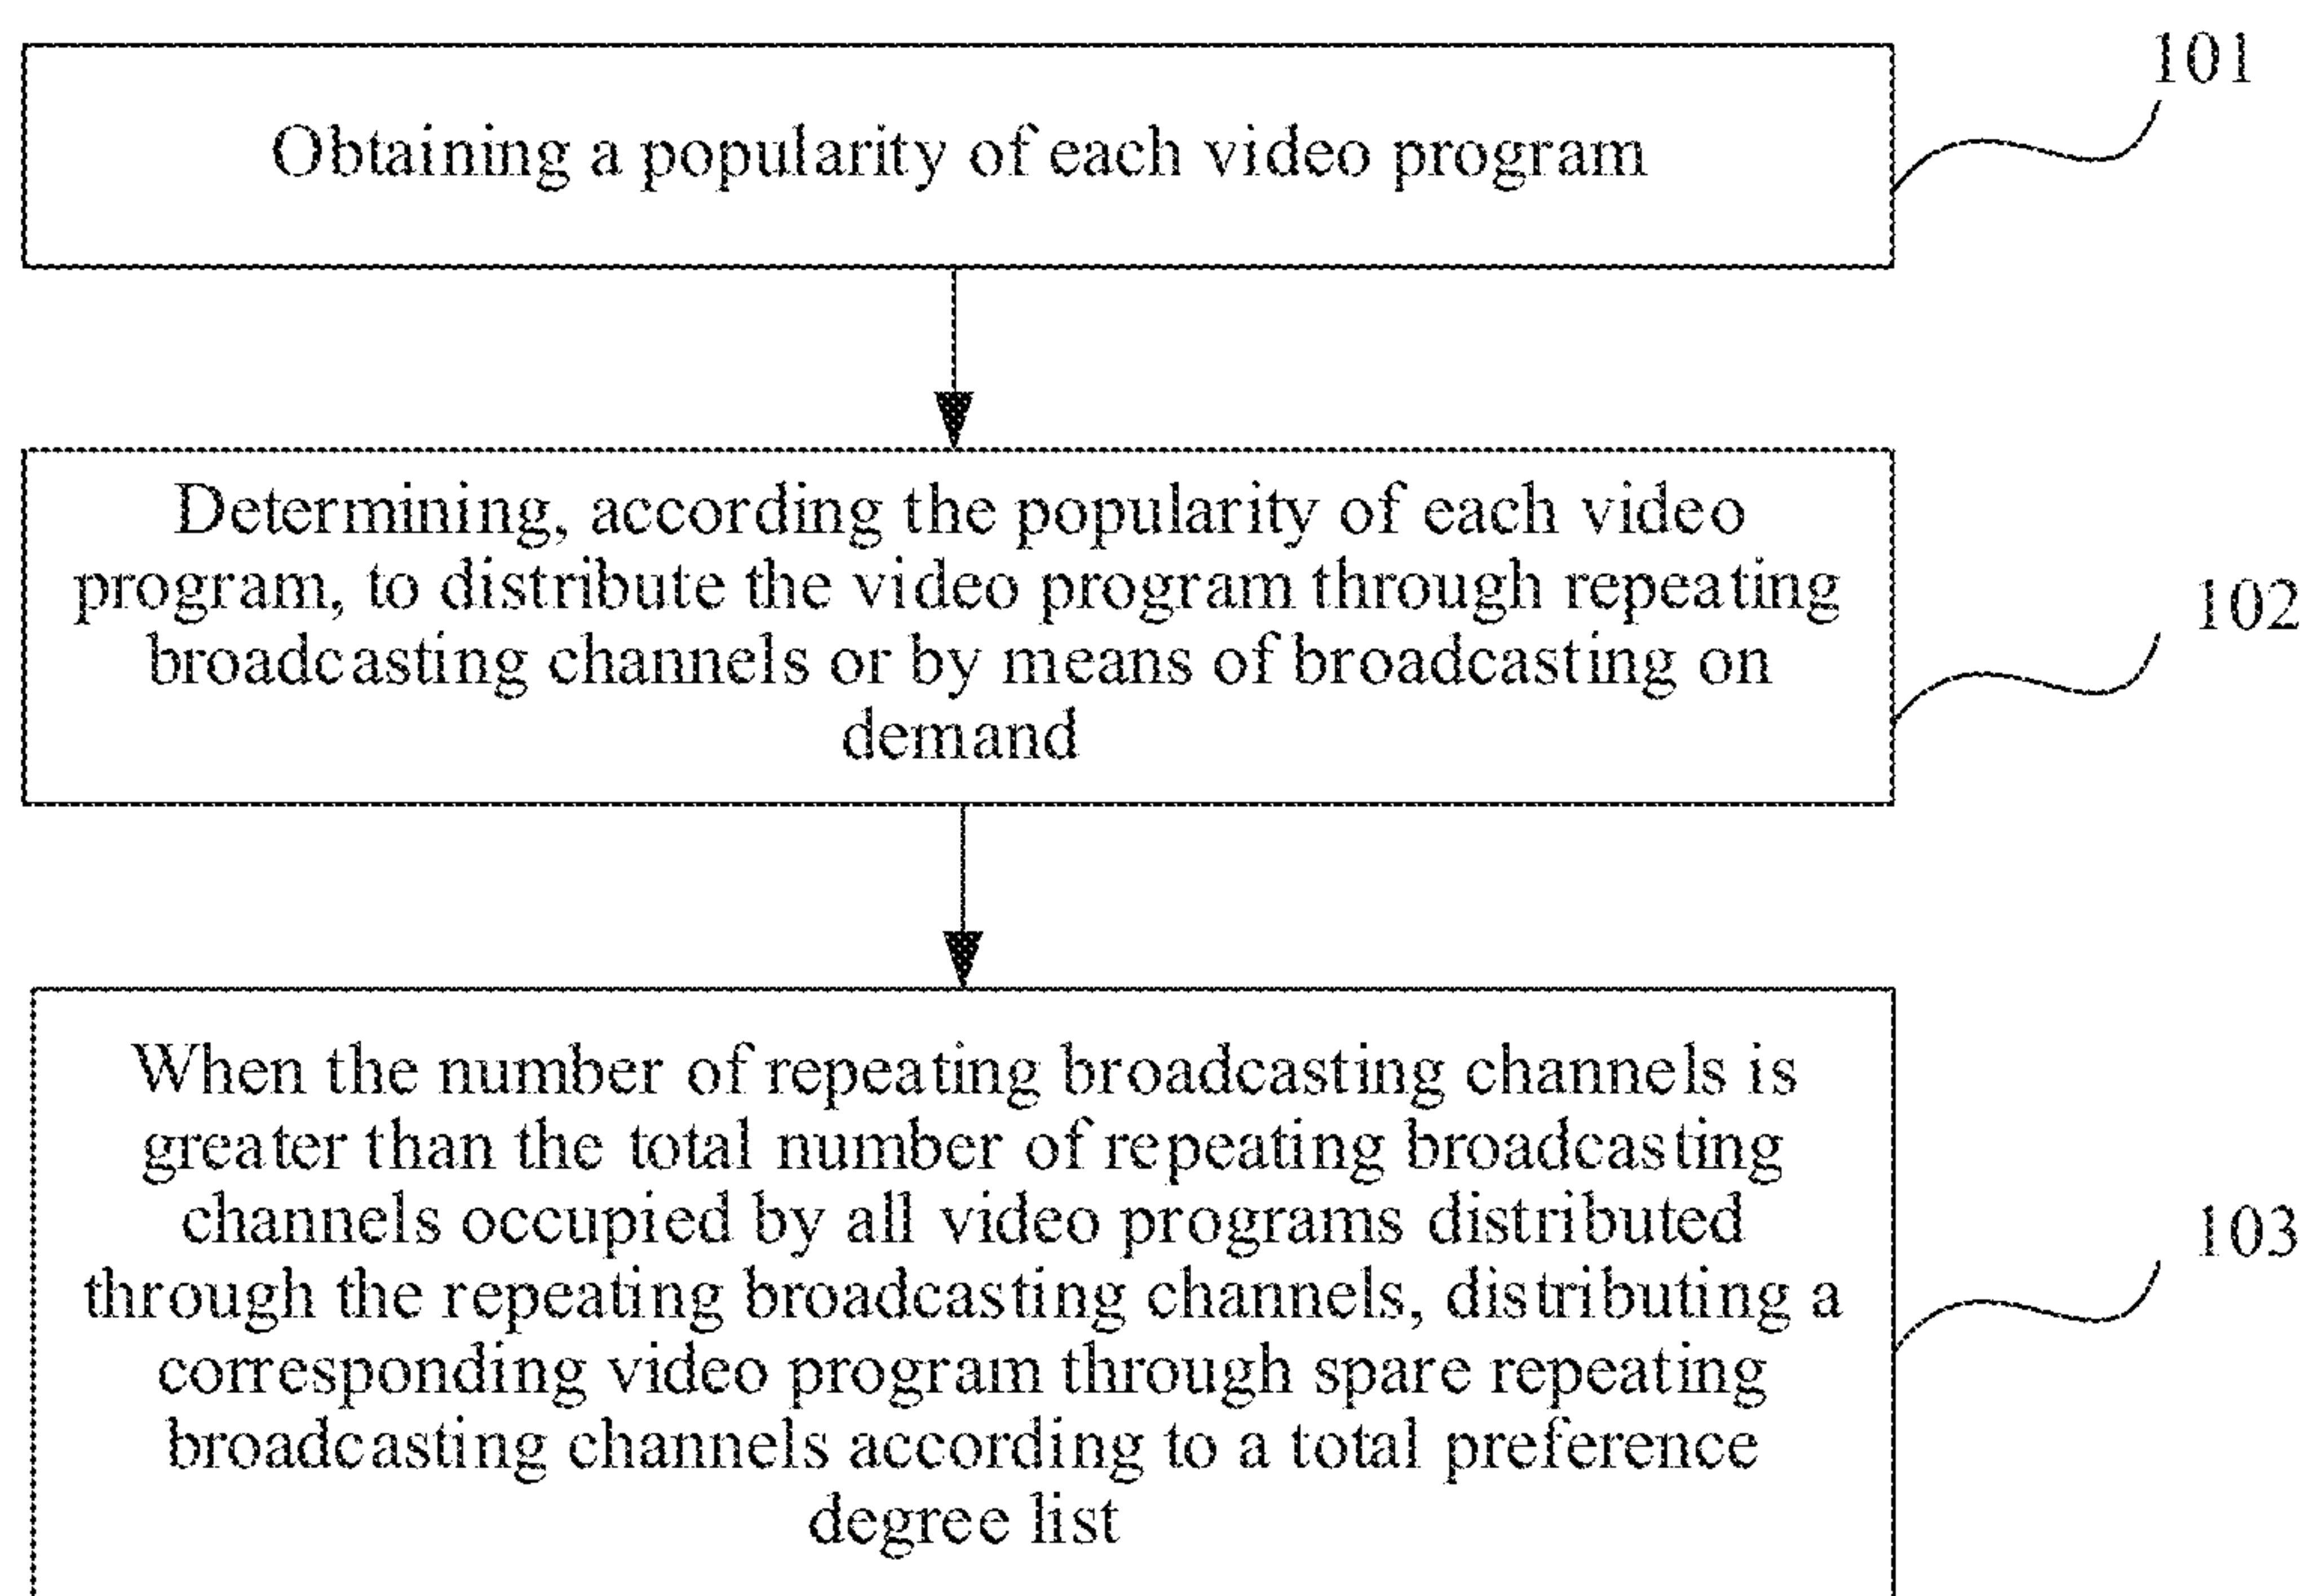 101
Obtaining a popularity of each video program
Determining, according the popularity of each video
program, to distribute the video program through repeating
broadcasting channels or by means of broadcasting on
demand
102
When the number of repeating broadcasting channels is
greater than the total number of repeating broadcasting
channels occupied by all video programs distributed
through the repeating broadcasting channels, distributing a
corresponding video program through spare repeating
broadcasting channels according to a total preference
degree list
103